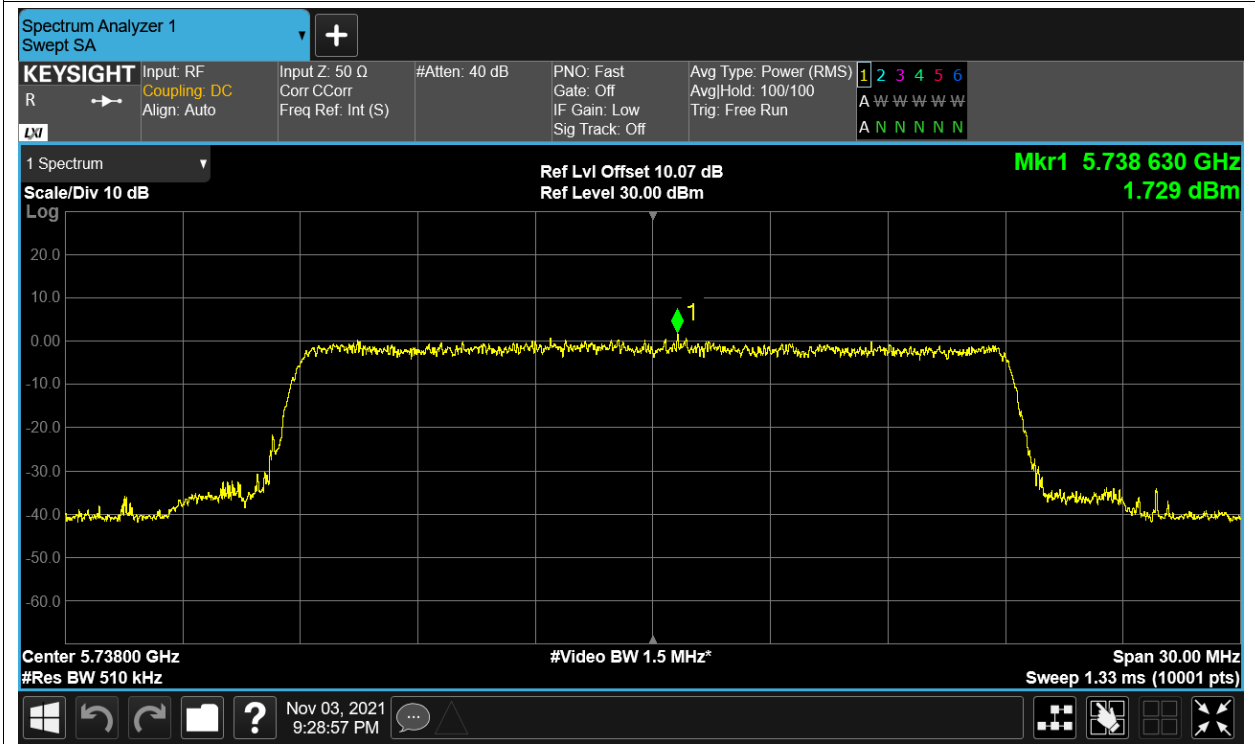 Spectrum Analyzer 1
Swept SA
+
KEYSIGHT
R
LXI
Input: RF
Coupling: DC
Align: Auto
Input Z: 50 Ω
Corr CCorr
Freq Ref: Int (S)
#Atten: 40 dB
PNO: Fast
Gate: Off
IF Gain: Low
Sig Track: Off
Avg Type: Power (RMS)
Avg|Hold: 100/100
Trig: Free Run
1 2 3 4 5 6
A W W W W W
A N N N N N
1 Spectrum
Scale/Div 10 dB
Log
Ref Lvl Offset 10.07 dB
Ref Level 30.00 dBm
Mkr1 5.738 630 GHz
1.729 dBm
20.0
10.0
0.00
-10.0
-20.0
-30.0
-40.0
-50.0
-60.0
1
Center 5.73800 GHz
#Res BW 510 kHz
#Video BW 1.5 MHz*
Span 30.00 MHz
Sweep 1.33 ms (10001 pts)
?
Nov 03, 2021
9:28:57 PM